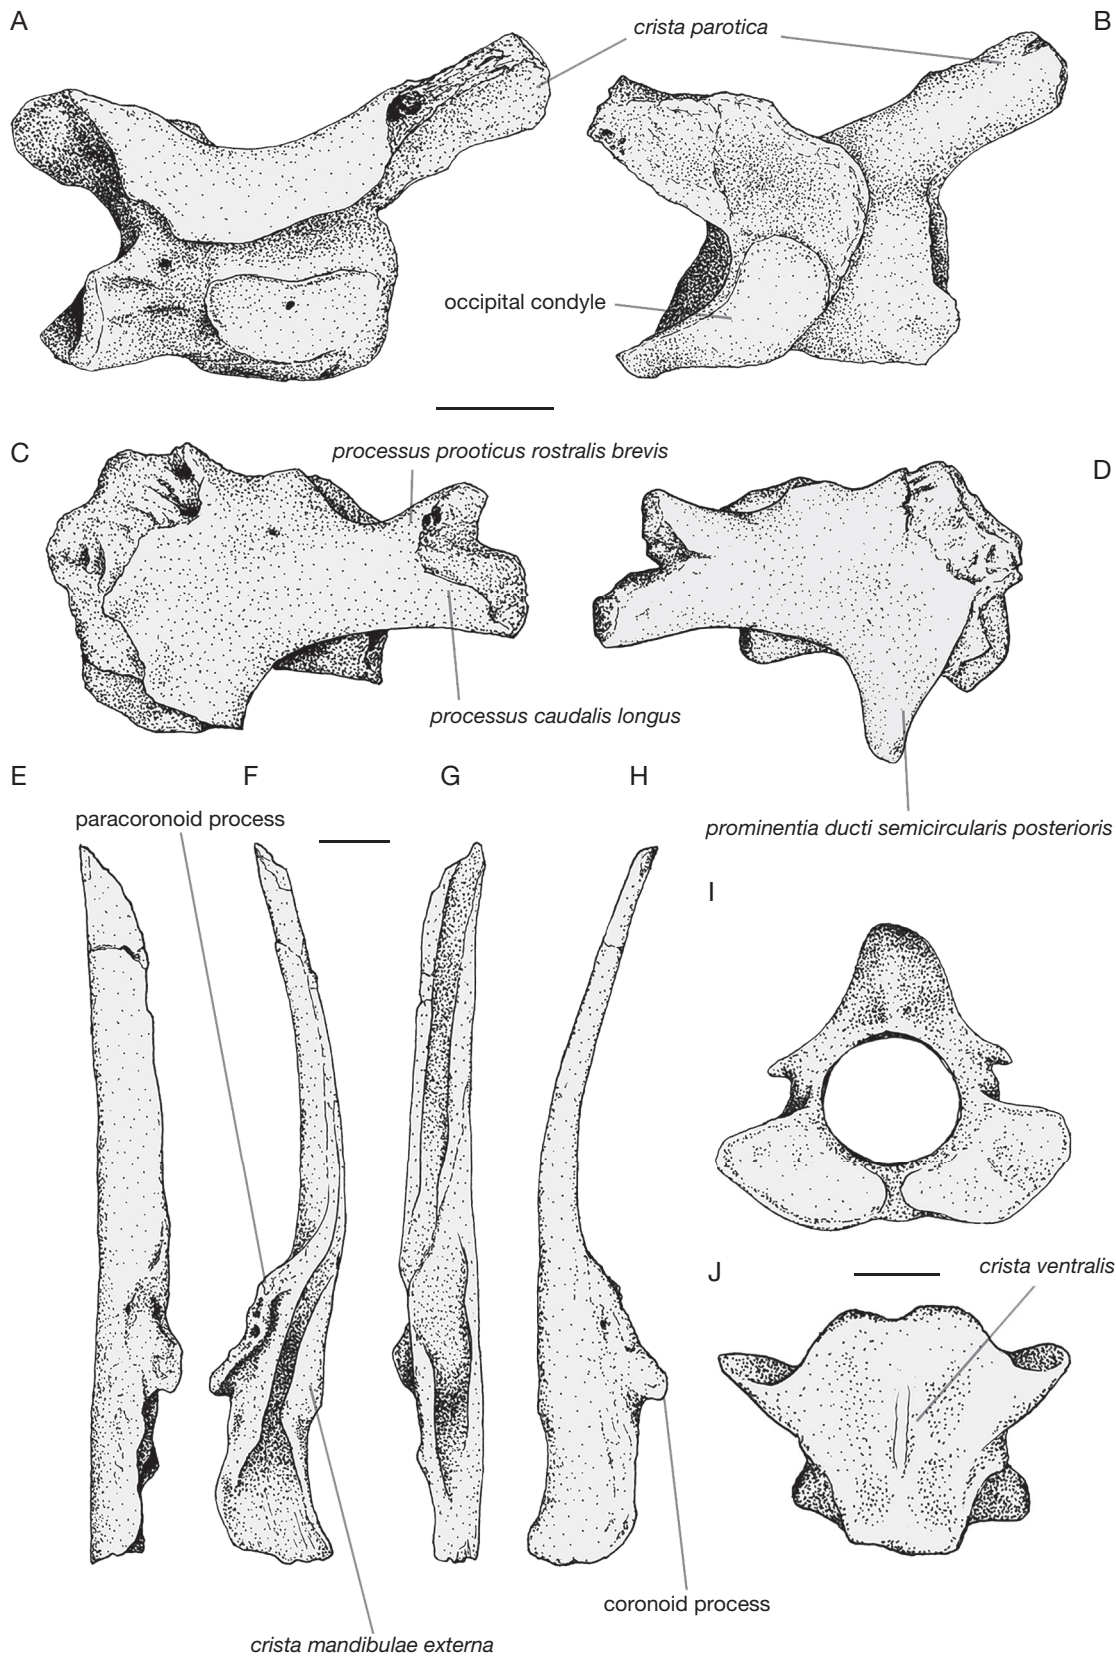 A
crista parotica
B
occipital condyle
C
processus prooticus rostralis brevis
D
processus caudalis longus
E
F
G
H
paracoronoid process
prominentia ducti semicircularis posterioris
I
J
crista ventralis
coronoid process
crista mandibulae externa